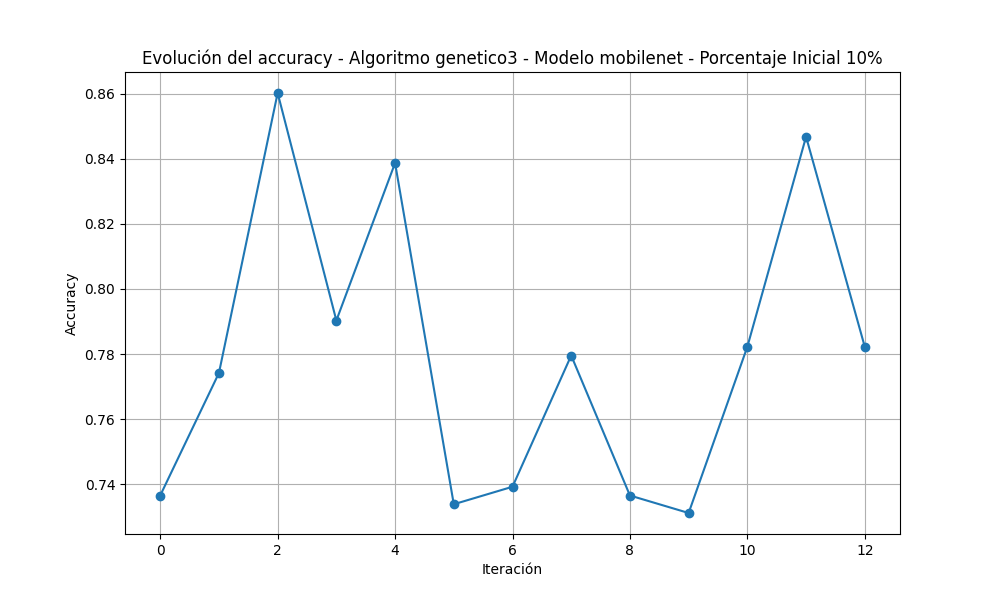 Evolución del accuracy - Algoritmo genetico3 - Modelo mobilenet - Porcentaje Inicial 10%
Accuracy
0.86
0.84
0.82
0.80
0.78
0.76
0.74
0 2 4 6 8 10 12
Iteración